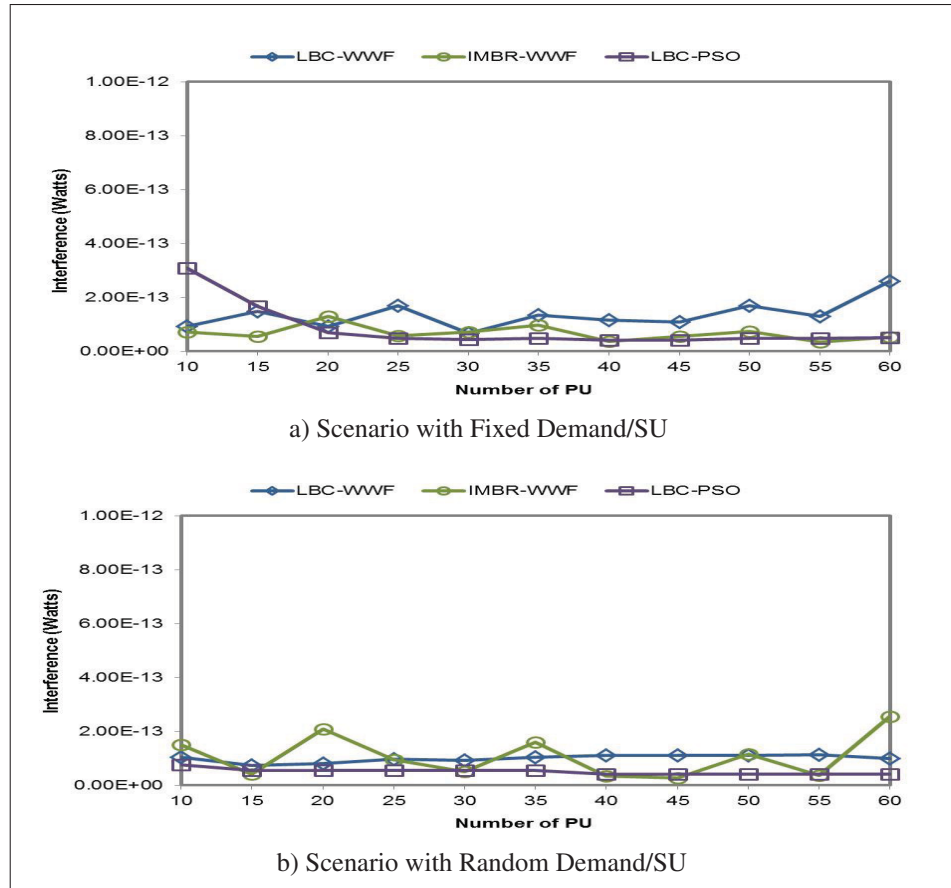 LBC-WWF IMBR-WWF LBC-PSO
1.00E-12
8.00E-13
6.00E-13
4.00E-13
2.00E-13
0.00E+00
Interference (Watts)
10 15 20 25 30 35 40 45 50 55 60
Number of PU
a) Scenario with Fixed Demand/SU
LBC-WWF IMBR-WWF LBC-PSO
1.00E-12
8.00E-13
6.00E-13
4.00E-13
2.00E-13
0.00E+00
Interference (Watts)
10 15 20 25 30 35 40 45 50 55 60
Number of PU
b) Scenario with Random Demand/SU